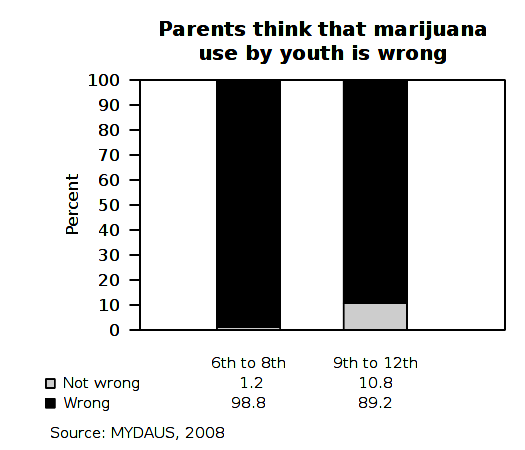 Parents think that marijuana
use by youth is wrong
Percent
100
90
80
70
60
50
40
30
20
10
0
6th to 8th 9th to 12th
Not wrong 1.2 10.8
Wrong 98.8 89.2
Source: MYDAUS, 2008